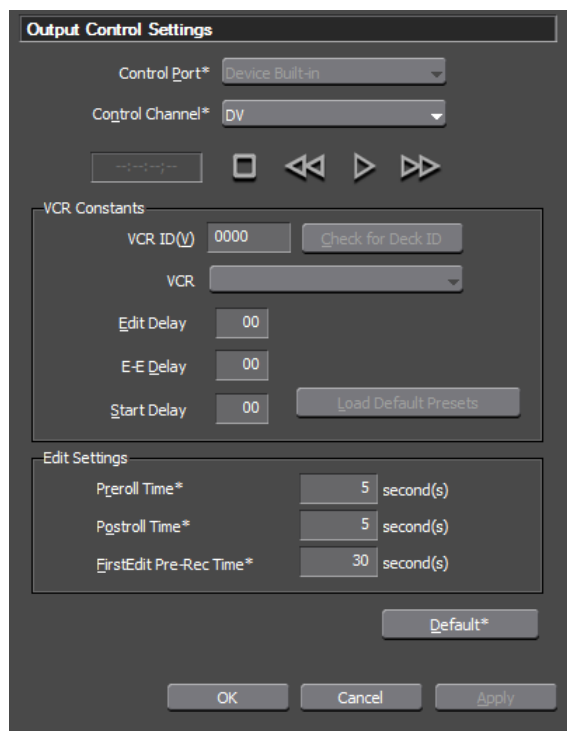 Output Control Settings
Control Port* Device Built-in
Control Channel* DV
--:--:--;--
VCR Constants
VCR ID(V) 0000 Check for Deck ID
VCR
Edit Delay 00
E-E Delay 00
Start Delay 00 Load Default Presets
Edit Settings
Preroll Time* 5 second(s)
Postroll Time* 5 second(s)
FirstEdit Pre-Rec Time* 30 second(s)
Default*
OK Cancel Apply